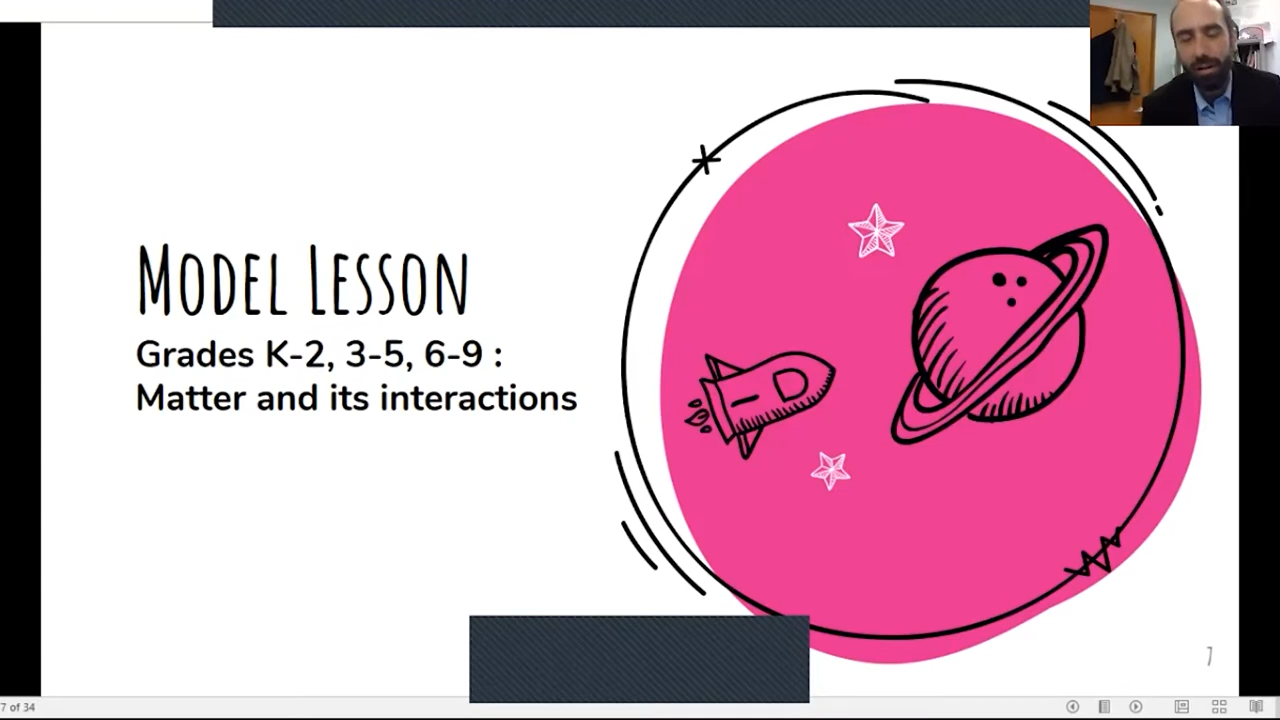 MODEL LESSON
Grades K-2, 3-5, 6-9 :
Matter and its interactions
7
7 of 34